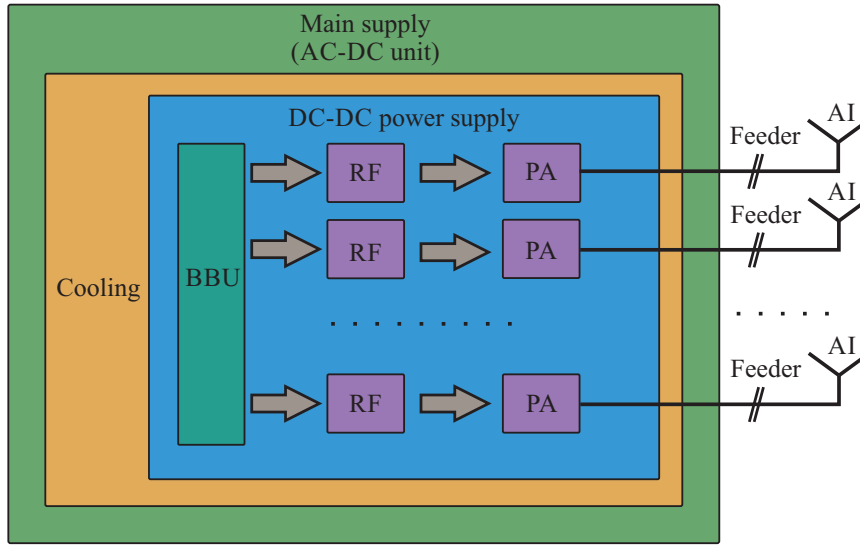 Main supply
(AC-DC unit)
DC-DC power supply
AI
Feeder
RF
PA
AI
Feeder
RF
PA
BBU
Cooling
. . . . . . . . .
. . . . .
AI
Feeder
RF
PA